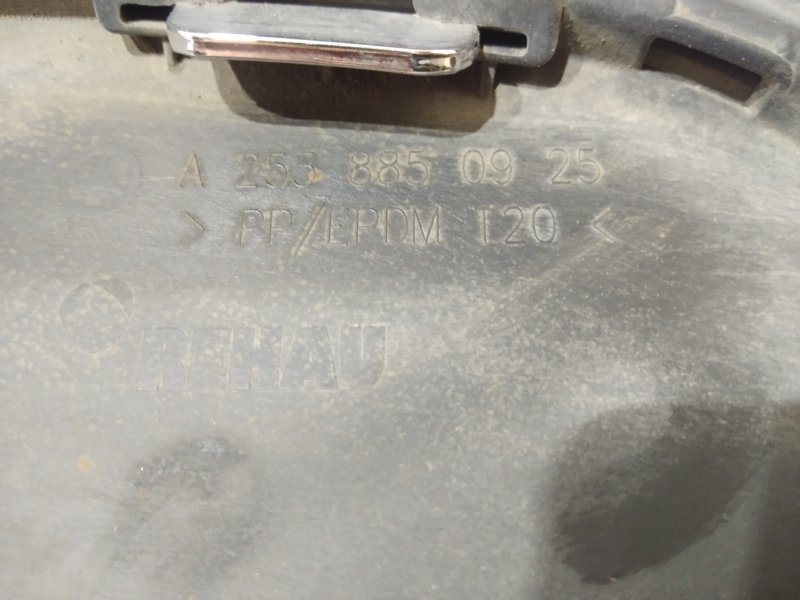 A 253 885 09 25
> PP/EPDM T20 <
REHAU